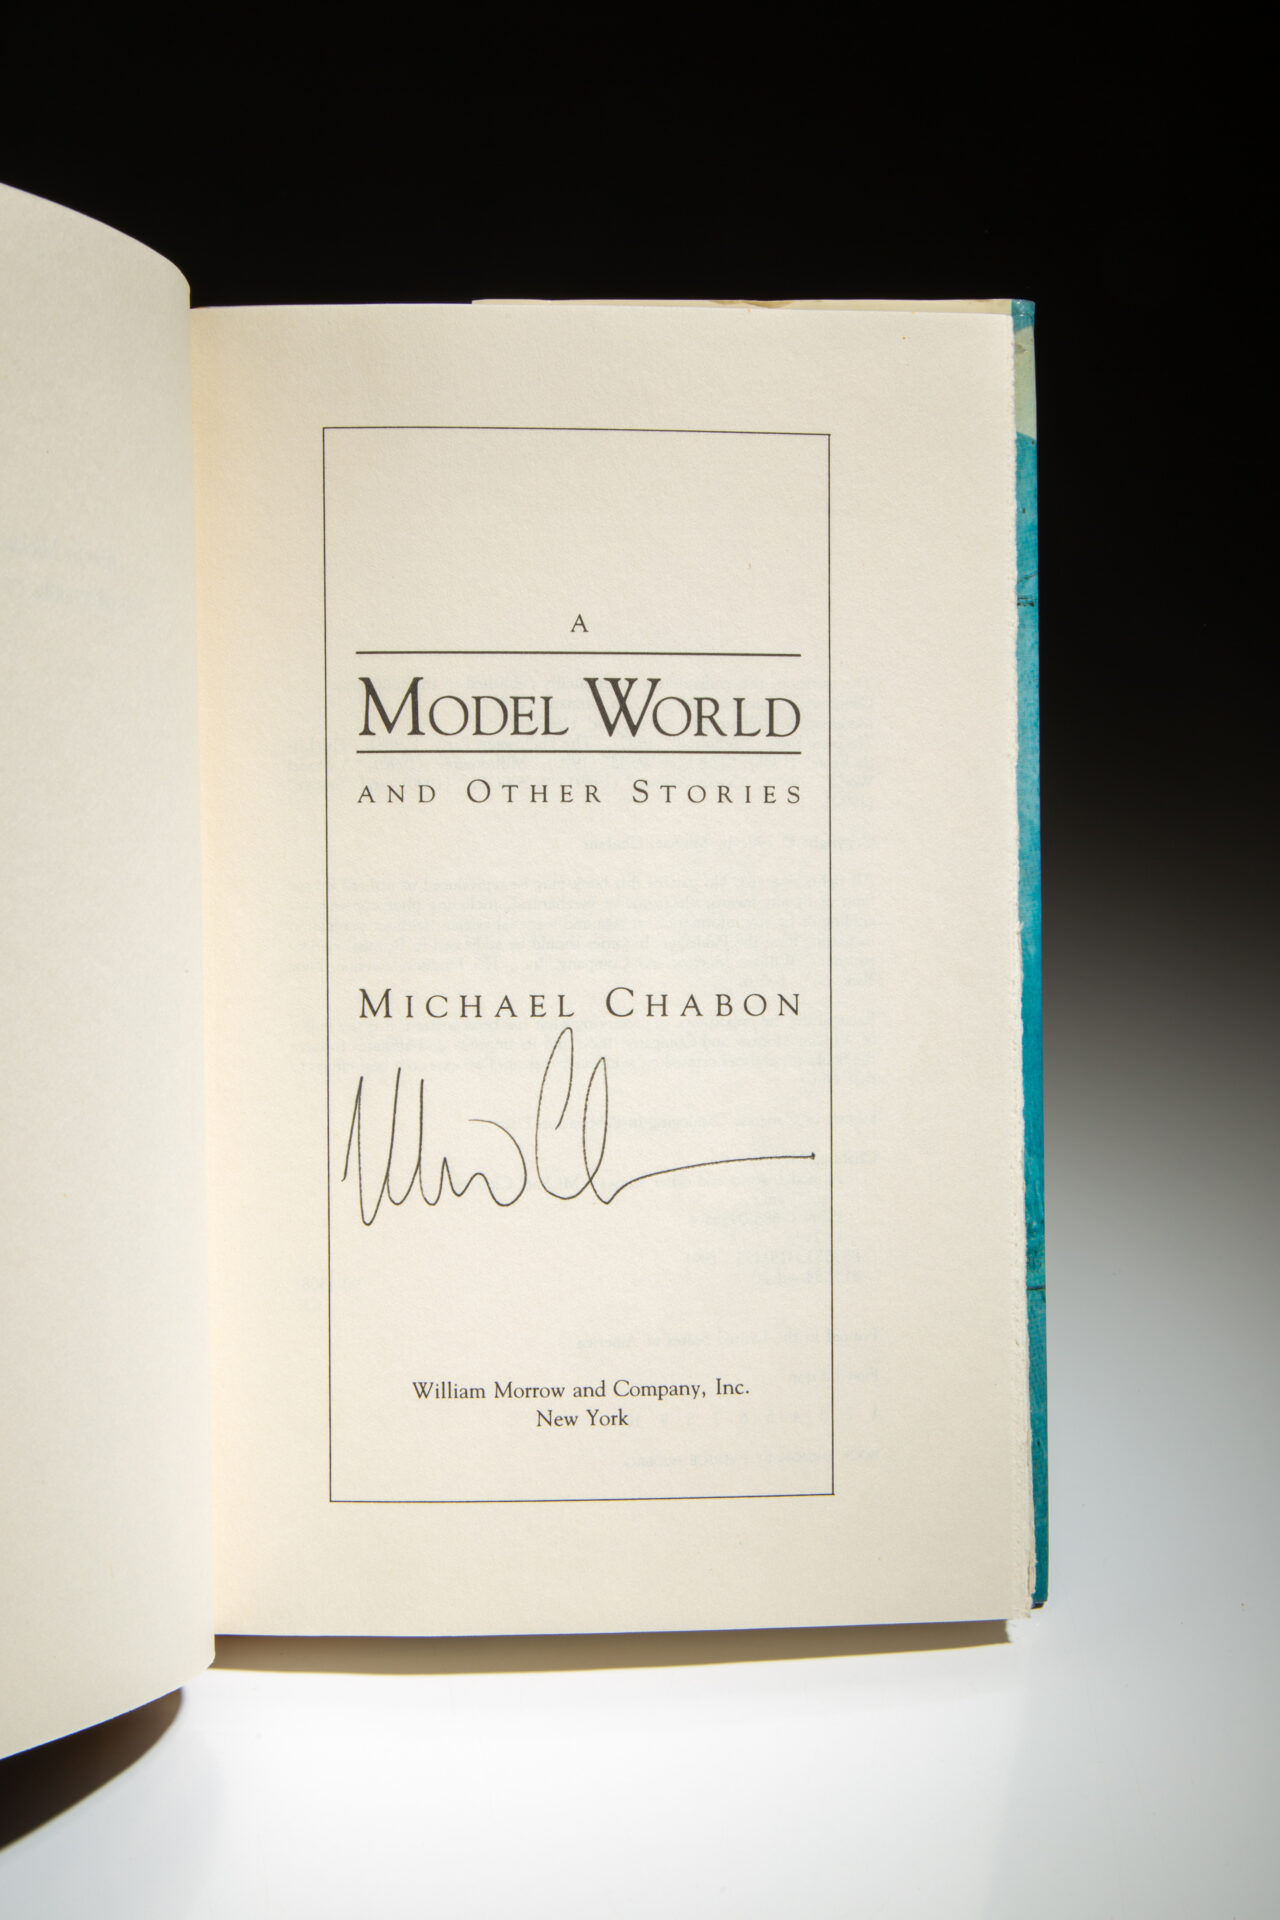 A
MODEL WORLD
AND OTHER STORIES
MICHAEL CHABON
William Morrow and Company, Inc.
New York